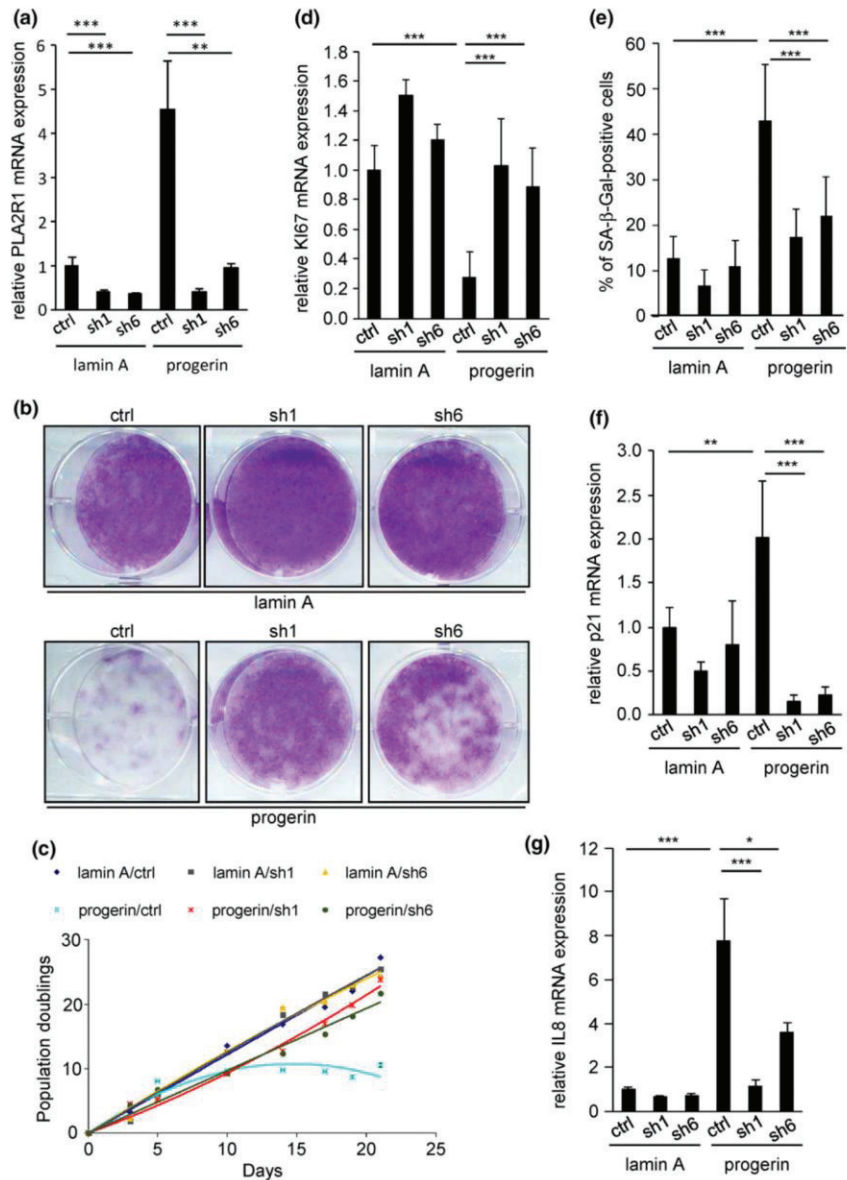 (a)
*** ***
*** **
relative PLA2R1 mRNA expression
6
5
4
3
2
1
0
ctrl sh1 sh6 ctrl sh1 sh6
lamin A progerin
(d)
*** ***
***
relative KI67 mRNA expression
1.8
1.6
1.4
1.2
1.0
0.8
0.6
0.4
0.2
0.0
ctrl sh1 sh6 ctrl sh1 sh6
lamin A progerin
(e)
*** ***
***
% of SA-β-Gal-positive cells
60
50
40
30
20
10
0
ctrl sh1 sh6 ctrl sh1 sh6
lamin A progerin
(b)
ctrl sh1 sh6
lamin A
ctrl sh1 sh6
progerin
(f)
** ***
***
relative p21 mRNA expression
3.0
2.5
2.0
1.5
1.0
0.5
0.0
ctrl sh1 sh6 ctrl sh1 sh6
lamin A progerin
(c)
lamin A/ctrl lamin A/sh1 lamin A/sh6
progerin/ctrl progerin/sh1 progerin/sh6
Population doublings
30
20
10
0
0 5 10 15 20 25
Days
(g)
*** *
***
relative IL8 mRNA expression
12
10
8
6
4
2
0
ctrl sh1 sh6 ctrl sh1 sh6
lamin A progerin